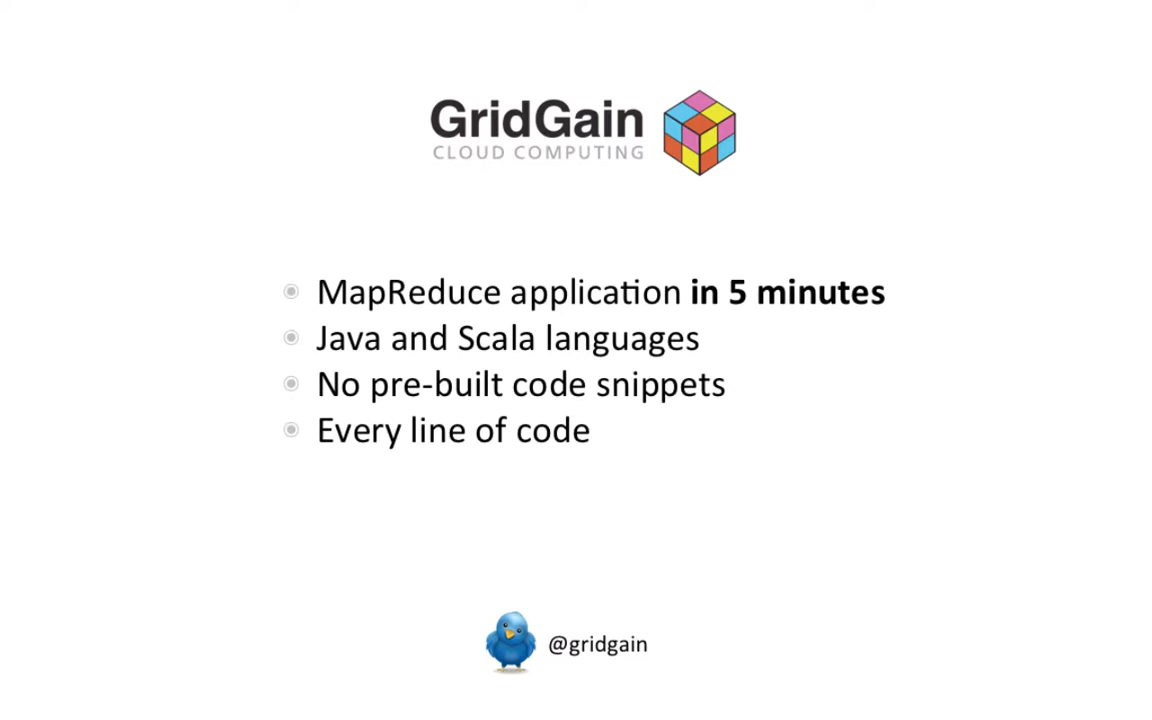 GridGain
CLOUD COMPUTING
MapReduce application in 5 minutes
Java and Scala languages
No pre-built code snippets
Every line of code
@gridgain